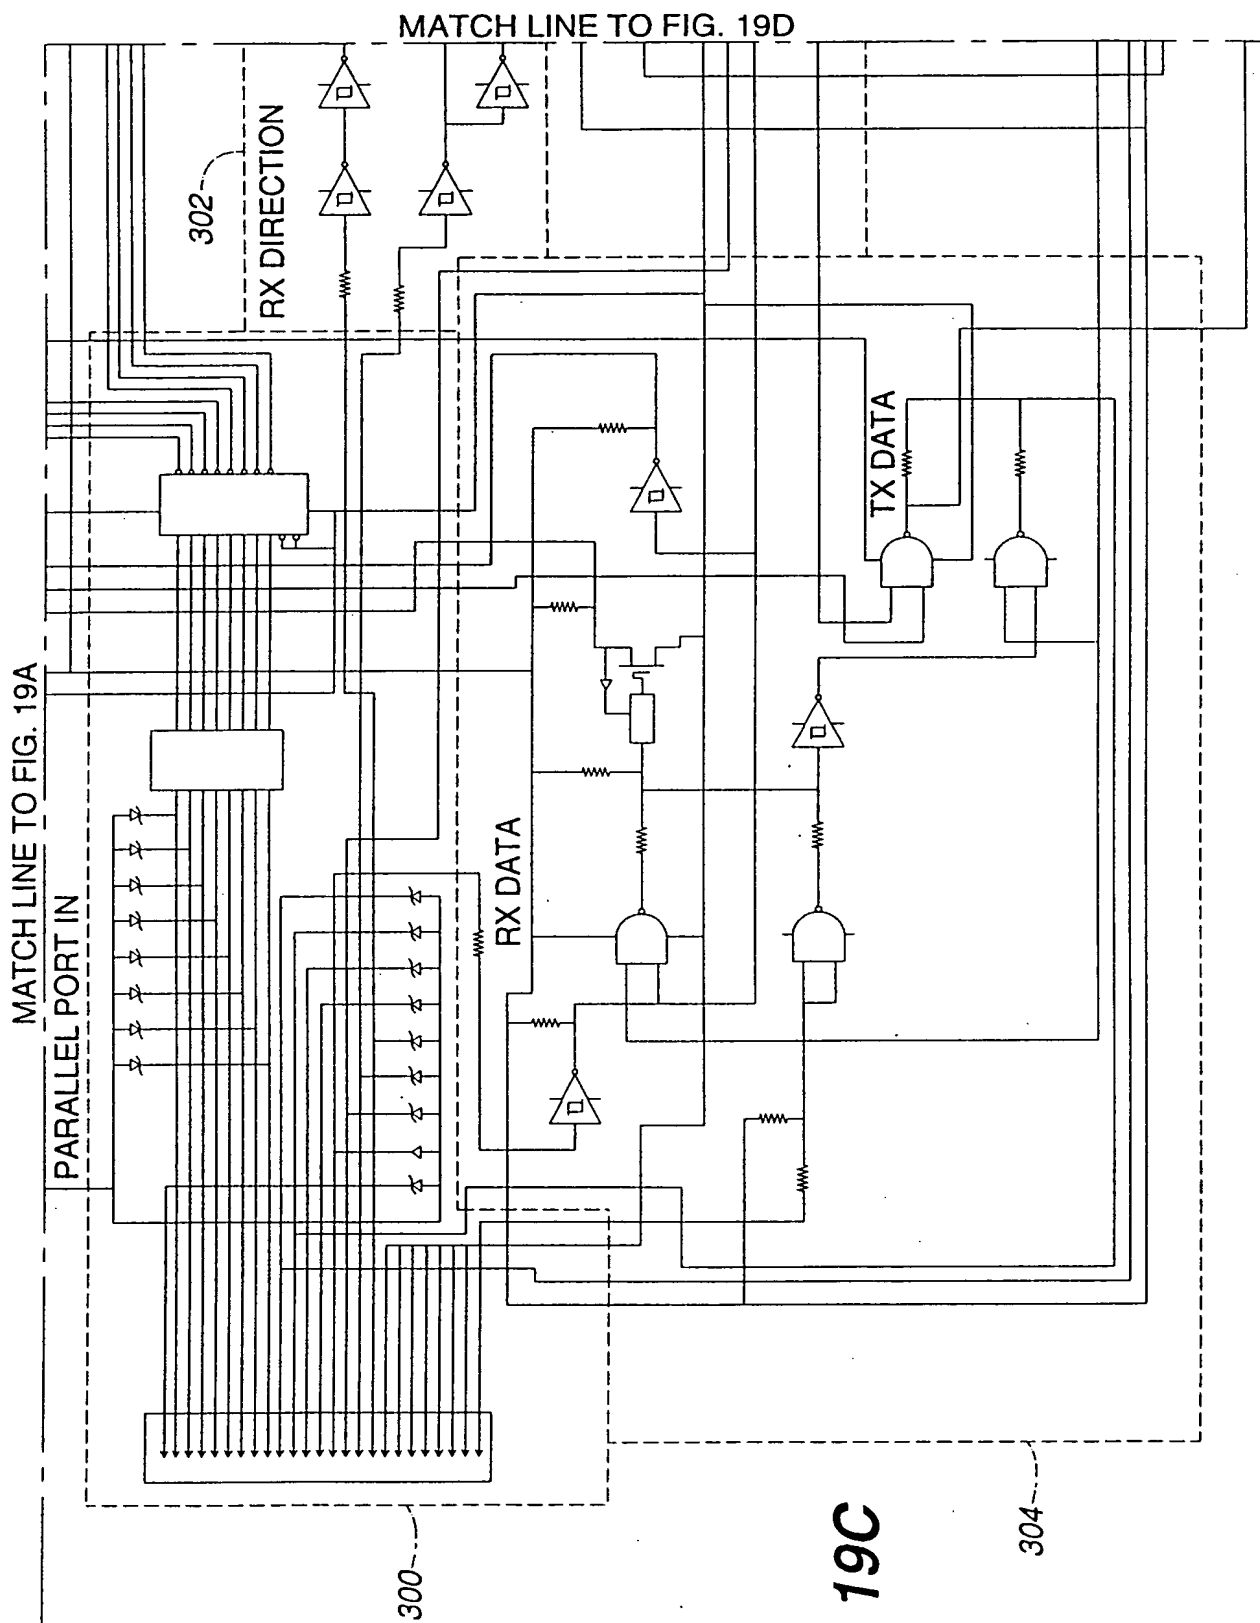 MATCH LINE TO FIG. 19D
MATCH LINE TO FIG. 19A
PARALLEL PORT IN
302
RX DIRECTION
RX DATA
TX DATA
300
304
19C